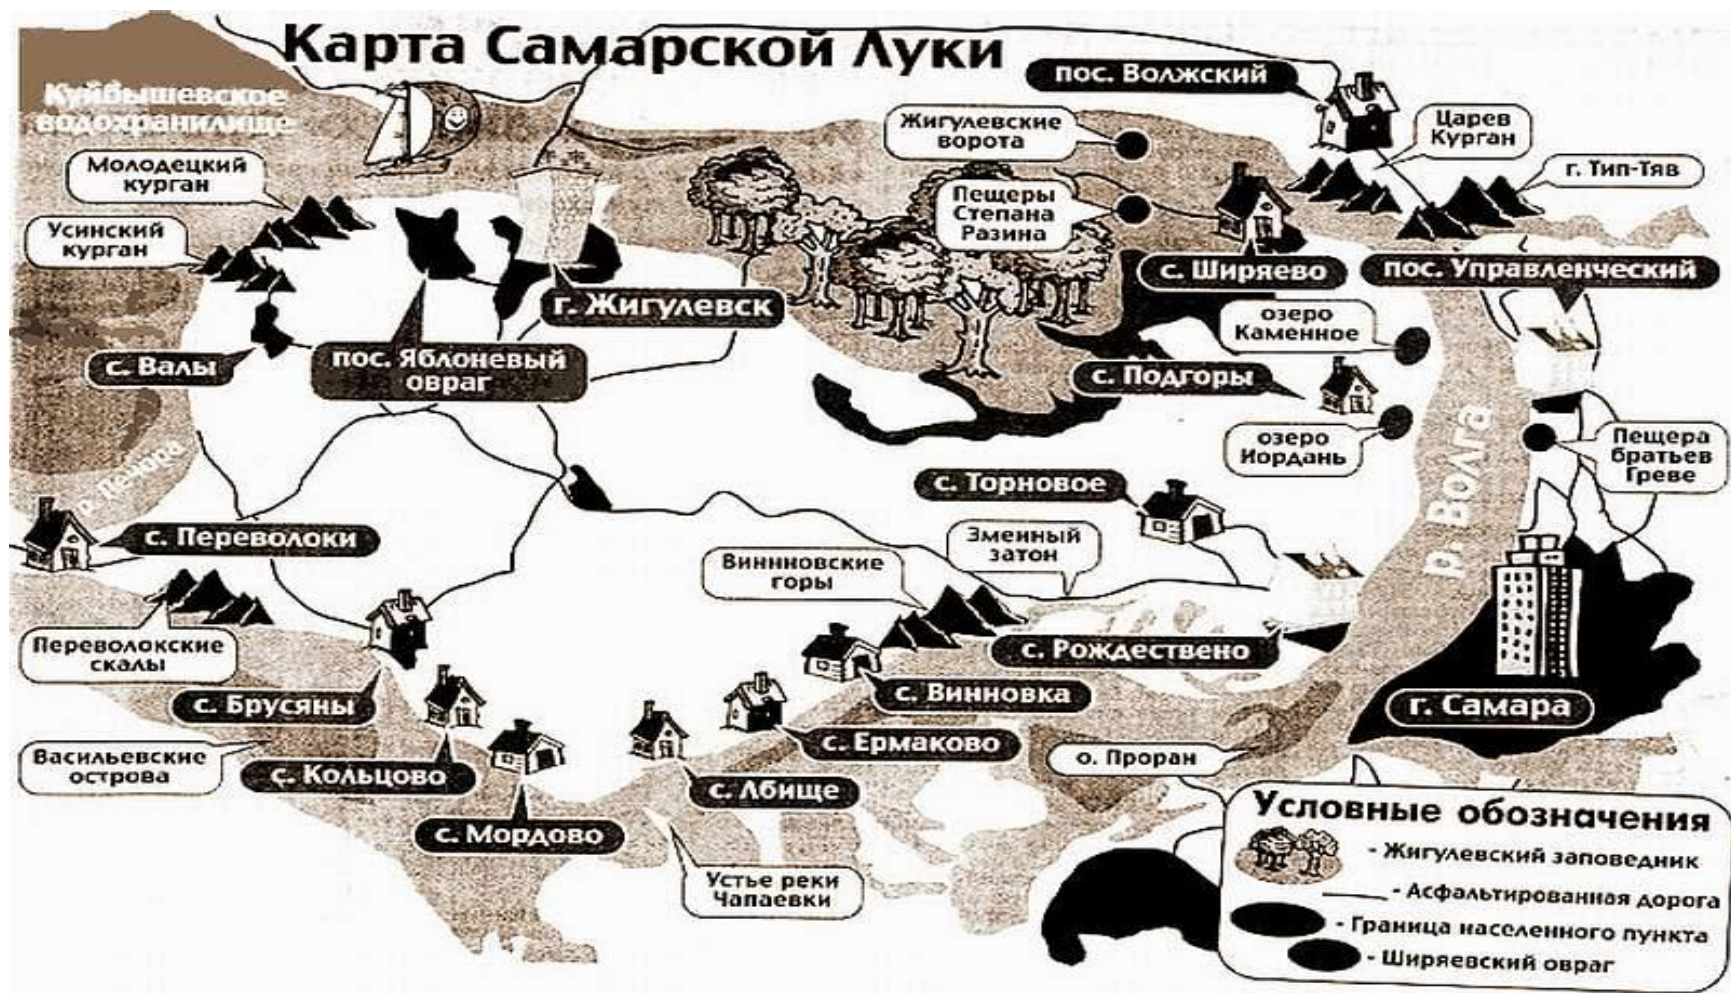 Карта Самарской Луки
Куйбышевское
водохранилище
пос. Волжский
Жигулевские
ворота
Царев
Курган
г. Тип-Тяв
Молодецкий
курган
Пещеры
Степана
Разина
Усинский
курган
с. Ширяево
пос. Управленческий
г. Жигулевск
озеро
Каменное
с. Валы
пос. Яблоневый
овраг
с. Подгоры
р. Волга
озеро
Иордань
Пещера
братьев
Греве
с. Торновое
с. Переволоки
Змеиный
затон
Виннновские
горы
Переволокские
скалы
с. Рождествено
с. Брусяны
с. Винновка
г. Самара
с. Ермаково
Васильевские
острова
с. Кольцово
о. Проран
с. Лбище
с. Мордово
Устье реки
Чапаевки
Условные обозначения
- Жигулевский заповедник
- Асфальтированная дорога
- Граница населенного пункта
- Ширяевский овраг